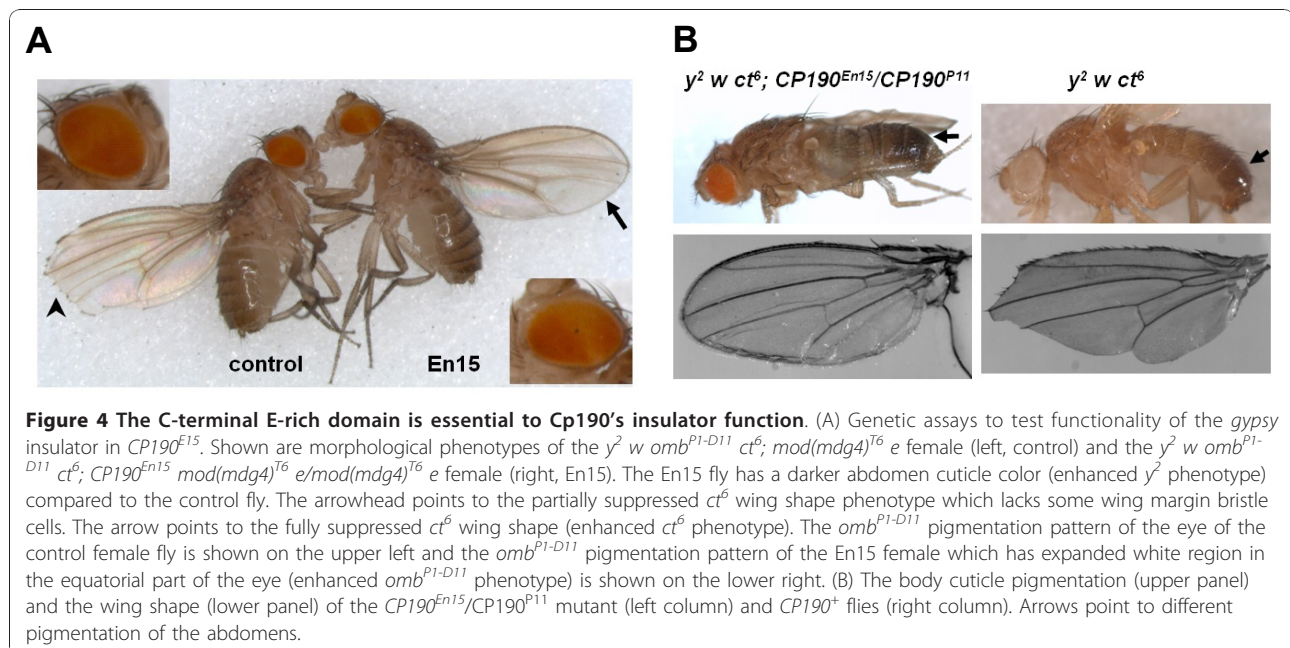 A
B
y² w ct⁶; CP190ᴱⁿ¹⁵/CP190ᴾ¹¹
y² w ct⁶
control
En15
Figure 4 The C-terminal E-rich domain is essential to Cp190's insulator function. (A) Genetic assays to test functionality of the gypsy
insulator in CP190ᴱ¹⁵. Shown are morphological phenotypes of the y² w ombᴾ¹⁻ᴰ¹¹ ct⁶; mod(mdg4)ᵀ⁶ e female (left, control) and the y² w ombᴾ¹⁻
ᴰ¹¹ ct⁶; CP190ᴱⁿ¹⁵ mod(mdg4)ᵀ⁶ e/mod(mdg4)ᵀ⁶ e female (right, En15). The En15 fly has a darker abdomen cuticle color (enhanced y² phenotype)
compared to the control fly. The arrowhead points to the partially suppressed ct⁶ wing shape phenotype which lacks some wing margin bristle
cells. The arrow points to the fully suppressed ct⁶ wing shape (enhanced ct⁶ phenotype). The ombᴾ¹⁻ᴰ¹¹ pigmentation pattern of the eye of the
control female fly is shown on the upper left and the ombᴾ¹⁻ᴰ¹¹ pigmentation pattern of the En15 female which has expanded white region in
the equatorial part of the eye (enhanced ombᴾ¹⁻ᴰ¹¹ phenotype) is shown on the lower right. (B) The body cuticle pigmentation (upper panel)
and the wing shape (lower panel) of the CP190ᴱⁿ¹⁵/CP190ᴾ¹¹ mutant (left column) and CP190⁺ flies (right column). Arrows point to different
pigmentation of the abdomens.